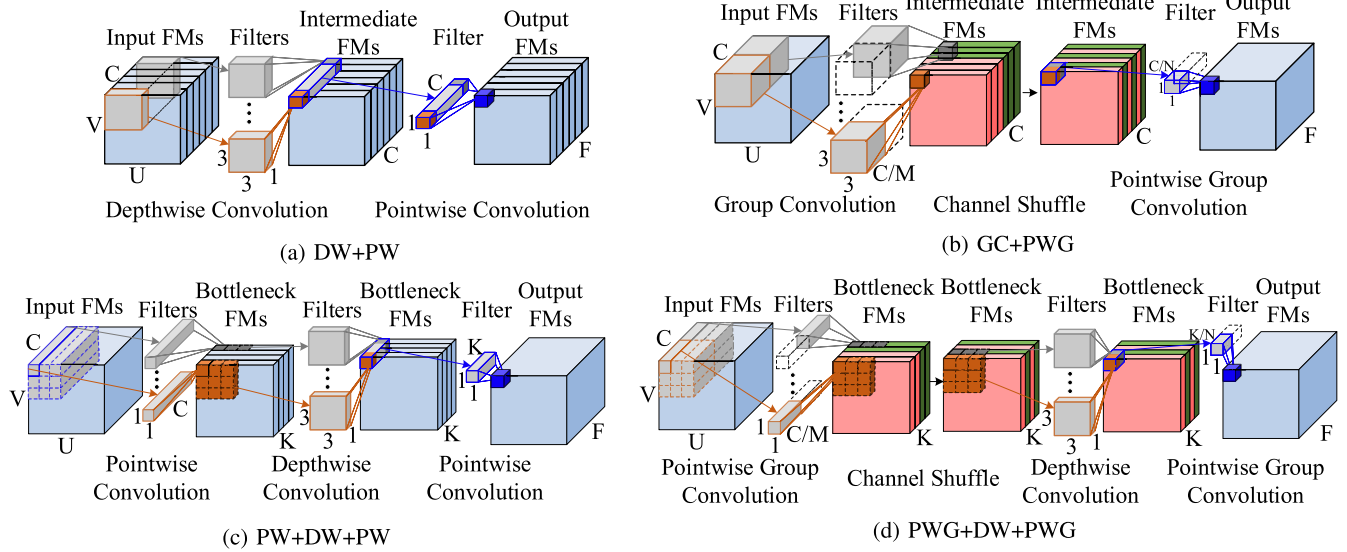 Input FMs
Filters
Intermediate
FMs
Filter
Output
FMs
C
V
U
3
3
1
C
C
1
1
F
Depthwise Convolution
Pointwise Convolution
(a) DW+PW
Input FMs
Filters
Intermediate
FMs
Intermediate
FMs
Filter
Output
FMs
C
V
U
3
3
C/M
C
C
C/N
1
1
F
Group Convolution
Channel Shuffle
Pointwise Group
Convolution
(b) GC+PWG
Input FMs
Filters
Bottleneck
FMs
Filters
Bottleneck
FMs
Filter
Output
FMs
C
V
U
1
1
C
K
3
3
1
K
K
1
1
F
Pointwise
Convolution
Depthwise
Convolution
Pointwise
Convolution
(c) PW+DW+PW
Input FMs
Filters
Bottleneck
FMs
Bottleneck
FMs
Filters
Bottleneck
FMs
Filter
Output
FMs
C
V
U
1
1
C/M
K
K
3
3
1
K
K/N
1
1
F
Pointwise Group
Convolution
Channel Shuffle
Depthwise
Convolution
Pointwise Group
Convolution
(d) PWG+DW+PWG